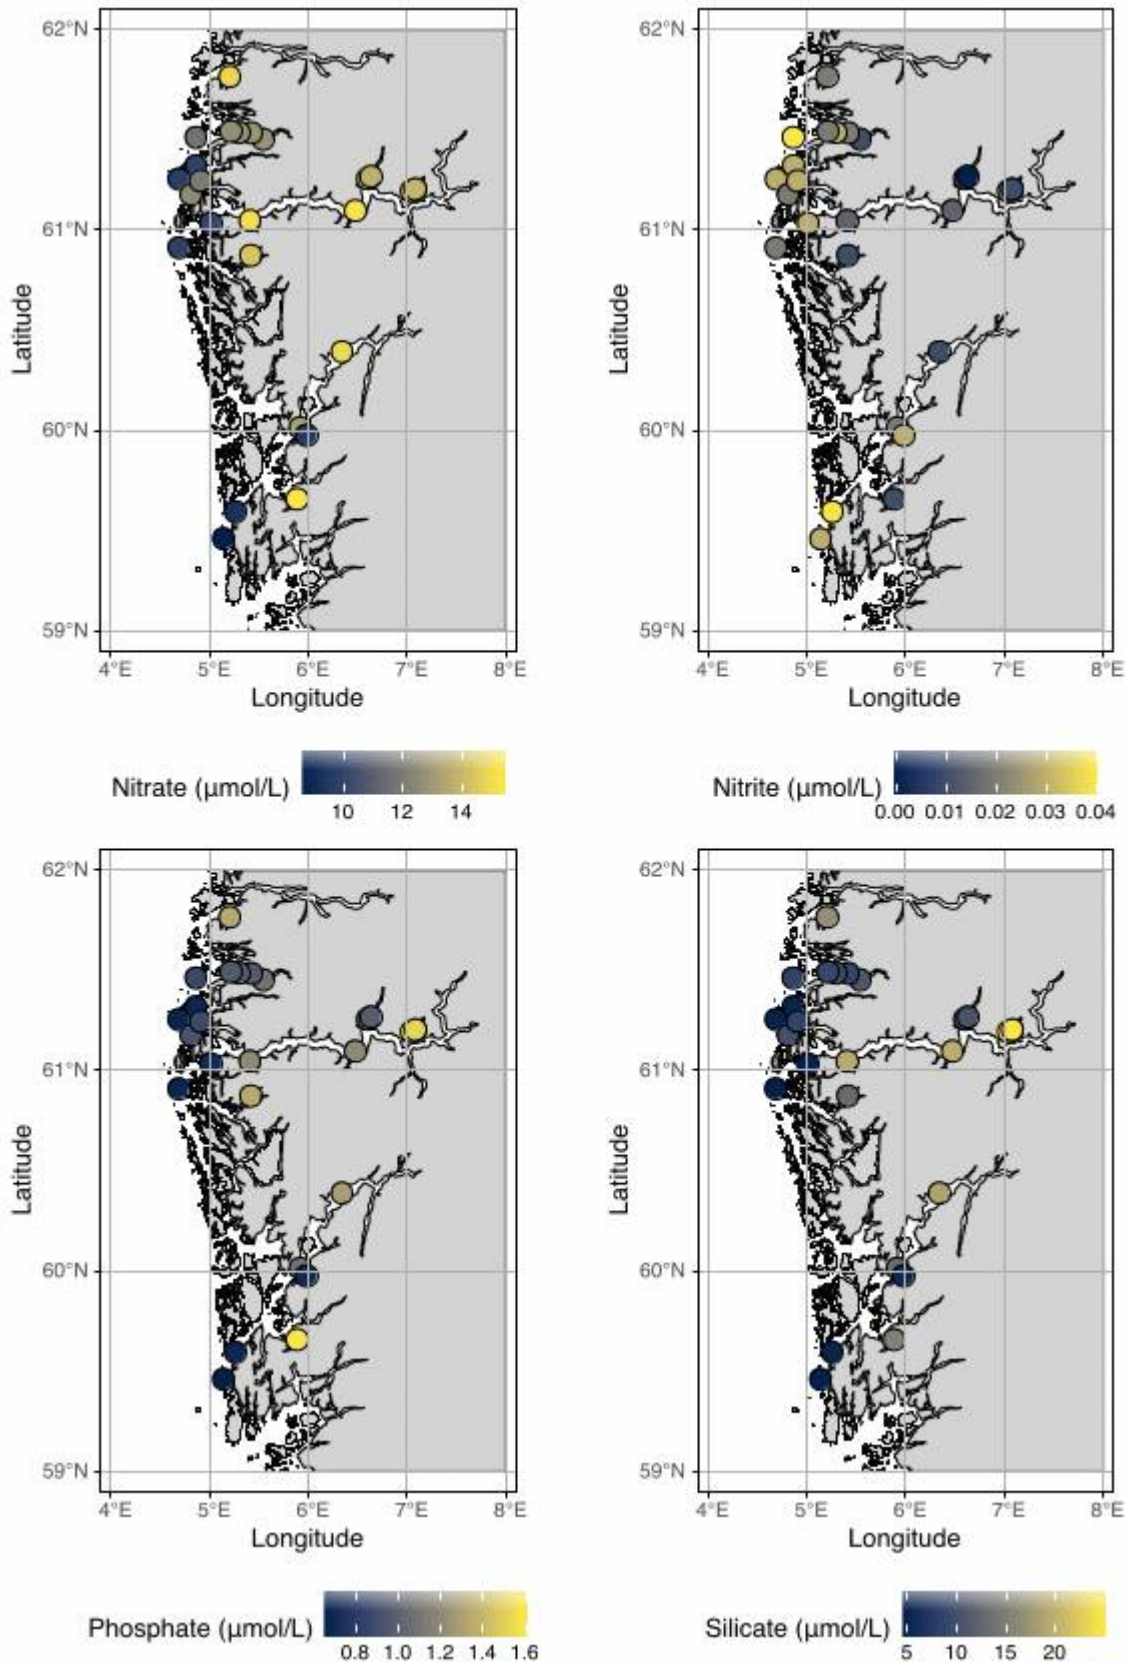 62°N
61°N
60°N
59°N
Latitude
4°E 5°E 6°E 7°E 8°E
Longitude
Nitrate (μmol/L)
10 12 14
62°N
61°N
60°N
59°N
Latitude
4°E 5°E 6°E 7°E 8°E
Longitude
Nitrite (μmol/L)
0.00 0.01 0.02 0.03 0.04
62°N
61°N
60°N
59°N
Latitude
4°E 5°E 6°E 7°E 8°E
Longitude
Phosphate (μmol/L)
0.8 1.0 1.2 1.4 1.6
62°N
61°N
60°N
59°N
Latitude
4°E 5°E 6°E 7°E 8°E
Longitude
Silicate (μmol/L)
5 10 15 20